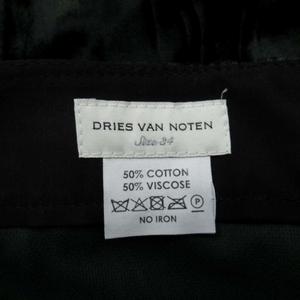 DRIES VAN NOTEN
Size 34
50% COTTON
50% VISCOSE
P
NO IRON